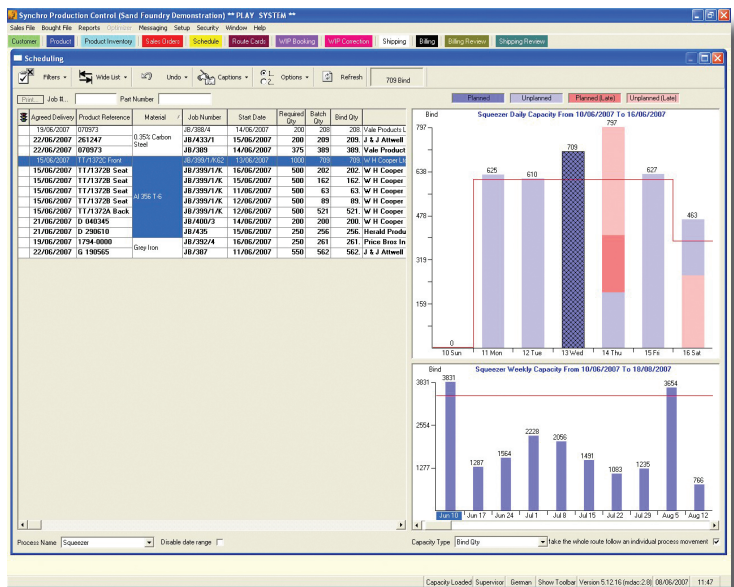 Synchro Production Control (Sand Foundry Demonstration) ** PLAY SYSTEM **
Sales File Bought File Reports Optimiser Messaging Setup Security Window Help
Customer Product Product Inventory Sales Orders Schedule Route Cards WIP Booking WIP Correction Shipping Billing Billing Review Shipping Review
Scheduling
Filters Wide List Undo Captions 1.. 2.. Options Refresh 709 Bind
Print... Job #... Part Number
Planned Unplanned Planned (Late) Unplanned (Late)
Agreed Delivery Product Reference Material / Job Number Start Date Required Qty Batch Qty Bind Qty
19/06/2007 070973 0.35% Carbon Steel JB/388/4 14/06/2007 200 208 208. Vale Products L
22/06/2007 261247 JB/433/1 15/06/2007 200 209 209. J & J Attwell
22/06/2007 070973 JB/389 14/06/2007 375 389 389. Vale Product
15/06/2007 TT/1372C Front Al 356 T-6 JB/399/1/K62 13/06/2007 1000 709 709. W H Cooper Lt
15/06/2007 TT/1372B Seat JB/399/1/K 16/06/2007 500 202 202. W H Cooper
15/06/2007 TT/1372B Seat JB/399/1/K 15/06/2007 500 162 162. W H Cooper
15/06/2007 TT/1372B Seat JB/399/1/K 11/06/2007 500 63 63. W H Cooper
15/06/2007 TT/1372B Seat JB/399/1/K 12/06/2007 500 89 89. W H Cooper
15/06/2007 TT/1372A Back JB/399/1/K 12/06/2007 500 521 521. W H Cooper
21/06/2007 D 040345 JB/400/3 14/06/2007 200 200 200. W H Cooper
21/06/2007 D 290610 JB/435 15/06/2007 250 256 256. Herald Produ
19/06/2007 1794-0000 Grey Iron JB/392/4 16/06/2007 250 261 261. Price Bros In
22/06/2007 G 190565 JB/387 11/06/2007 550 562 562. J & J Attwell
Bind Squeezer Daily Capacity From 10/06/2007 To 16/06/2007
797
638
478
319
159
0 625 610 709 797 627 463
10 Sun 11 Mon 12 Tue 13 Wed 14 Thu 15 Fri 16 Sat
Bind Squeezer Weekly Capacity From 10/06/2007 To 18/08/2007
3831
2554
1277
3831 1287 1564 2228 2056 1491 1083 1235 3654 766
Jun 10 Jun 17 Jun 24 Jul 1 Jul 8 Jul 15 Jul 22 Jul 29 Aug 5 Aug 12
Process Name Squeezer Disable date range
Capacity Type Bind Qty take the whole route follow an individual process movement
Capacity Loaded Supervisor German Show Toolbar Version 5.12.16 (mdac:2.8) 08/06/2007 11:47